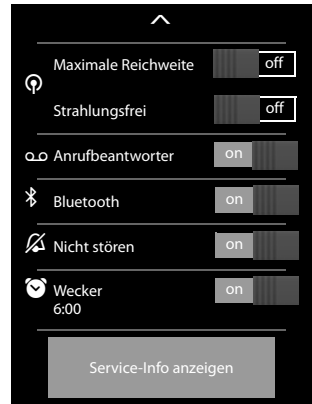 Maximale Reichweite off
Strahlungsfrei off
Anrufbeantworter on
Bluetooth on
Nicht stören on
Wecker on
6:00
Service-Info anzeigen